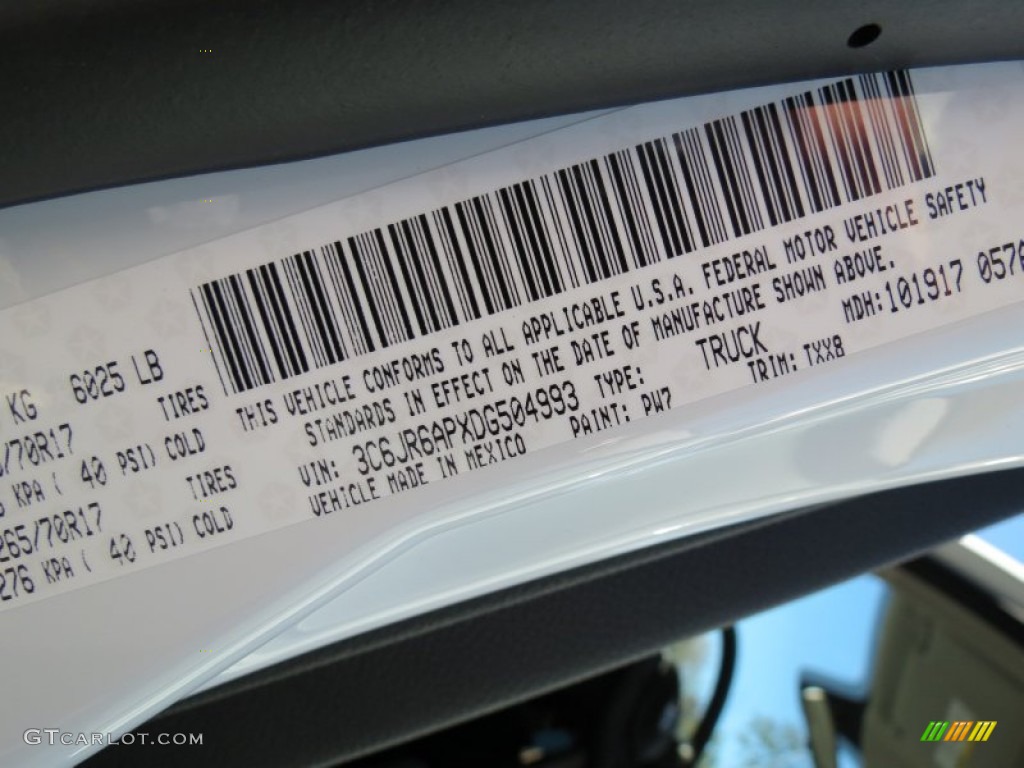 KG 6025 LB
TIRES
/70R17
KPA ( 40 PSI) COLD
TIRES
265/70R17
276 KPA ( 40 PSI) COLD
THIS VEHICLE CONFORMS TO ALL APPLICABLE U.S.A. FEDERAL MOTOR VEHICLE SAFETY
STANDARDS IN EFFECT ON THE DATE OF MANUFACTURE SHOWN ABOVE.
VIN: 3C6JR6APXDG504993 TYPE: TRUCK MDH:101917 057
VEHICLE MADE IN MEXICO PAINT: PW7 TRIM: TXX8
GTCARLOT.COM